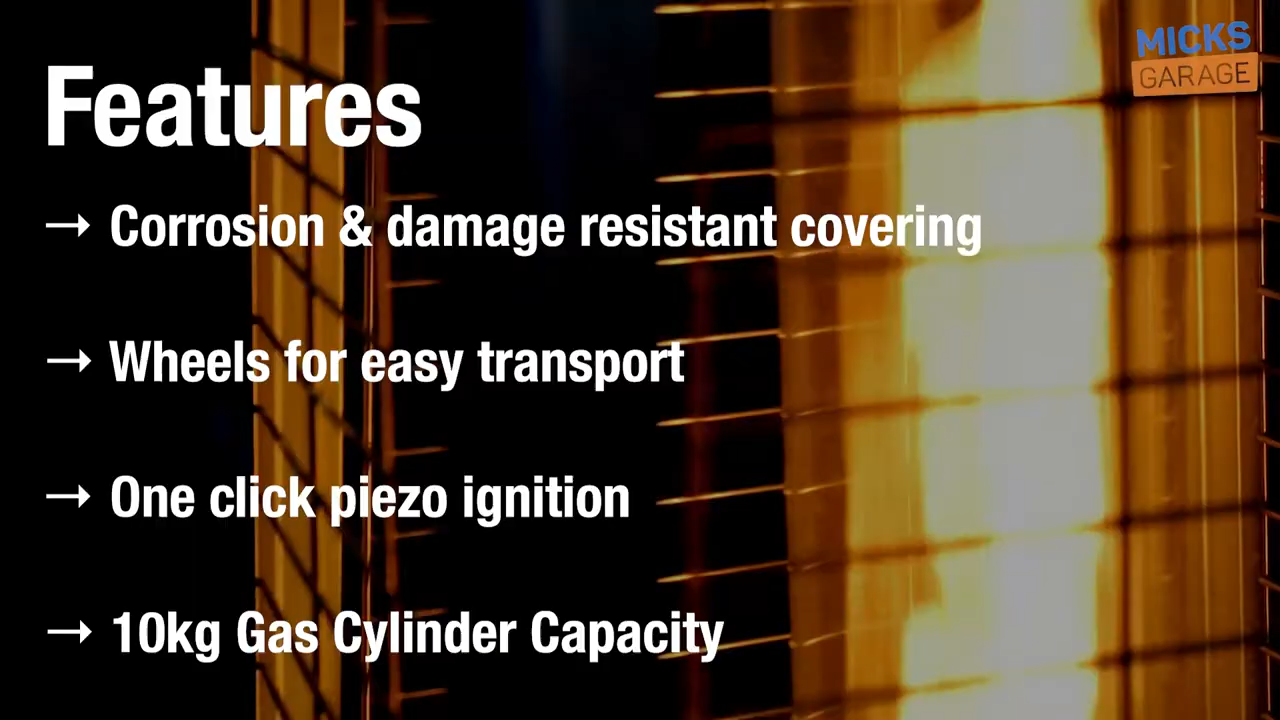 MICKS
GARAGE
Features
→ Corrosion & damage resistant covering
→ Wheels for easy transport
→ One click piezo ignition
→ 10kg Gas Cylinder Capacity